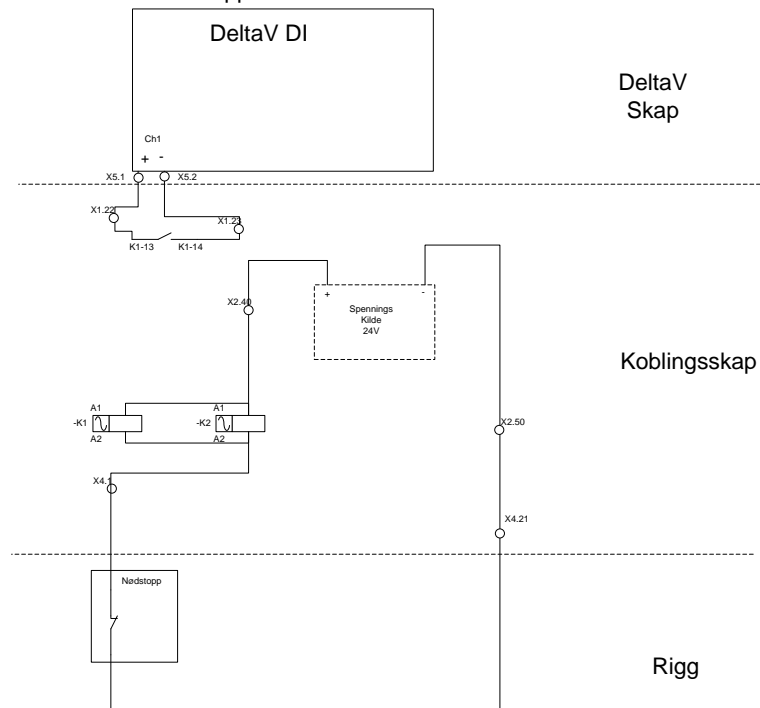 DeltaV DI
DeltaV
Skap
Ch1
+ -
X5.1
X5.2
X1.22
X1.23
K1-13
K1-14
+ -
Spennings
Kilde
24V
X2.40
Koblingsskap
A1
A1
-K1
-K2
A2
A2
X2.50
X4.1
X4.21
Nødstopp
Rigg